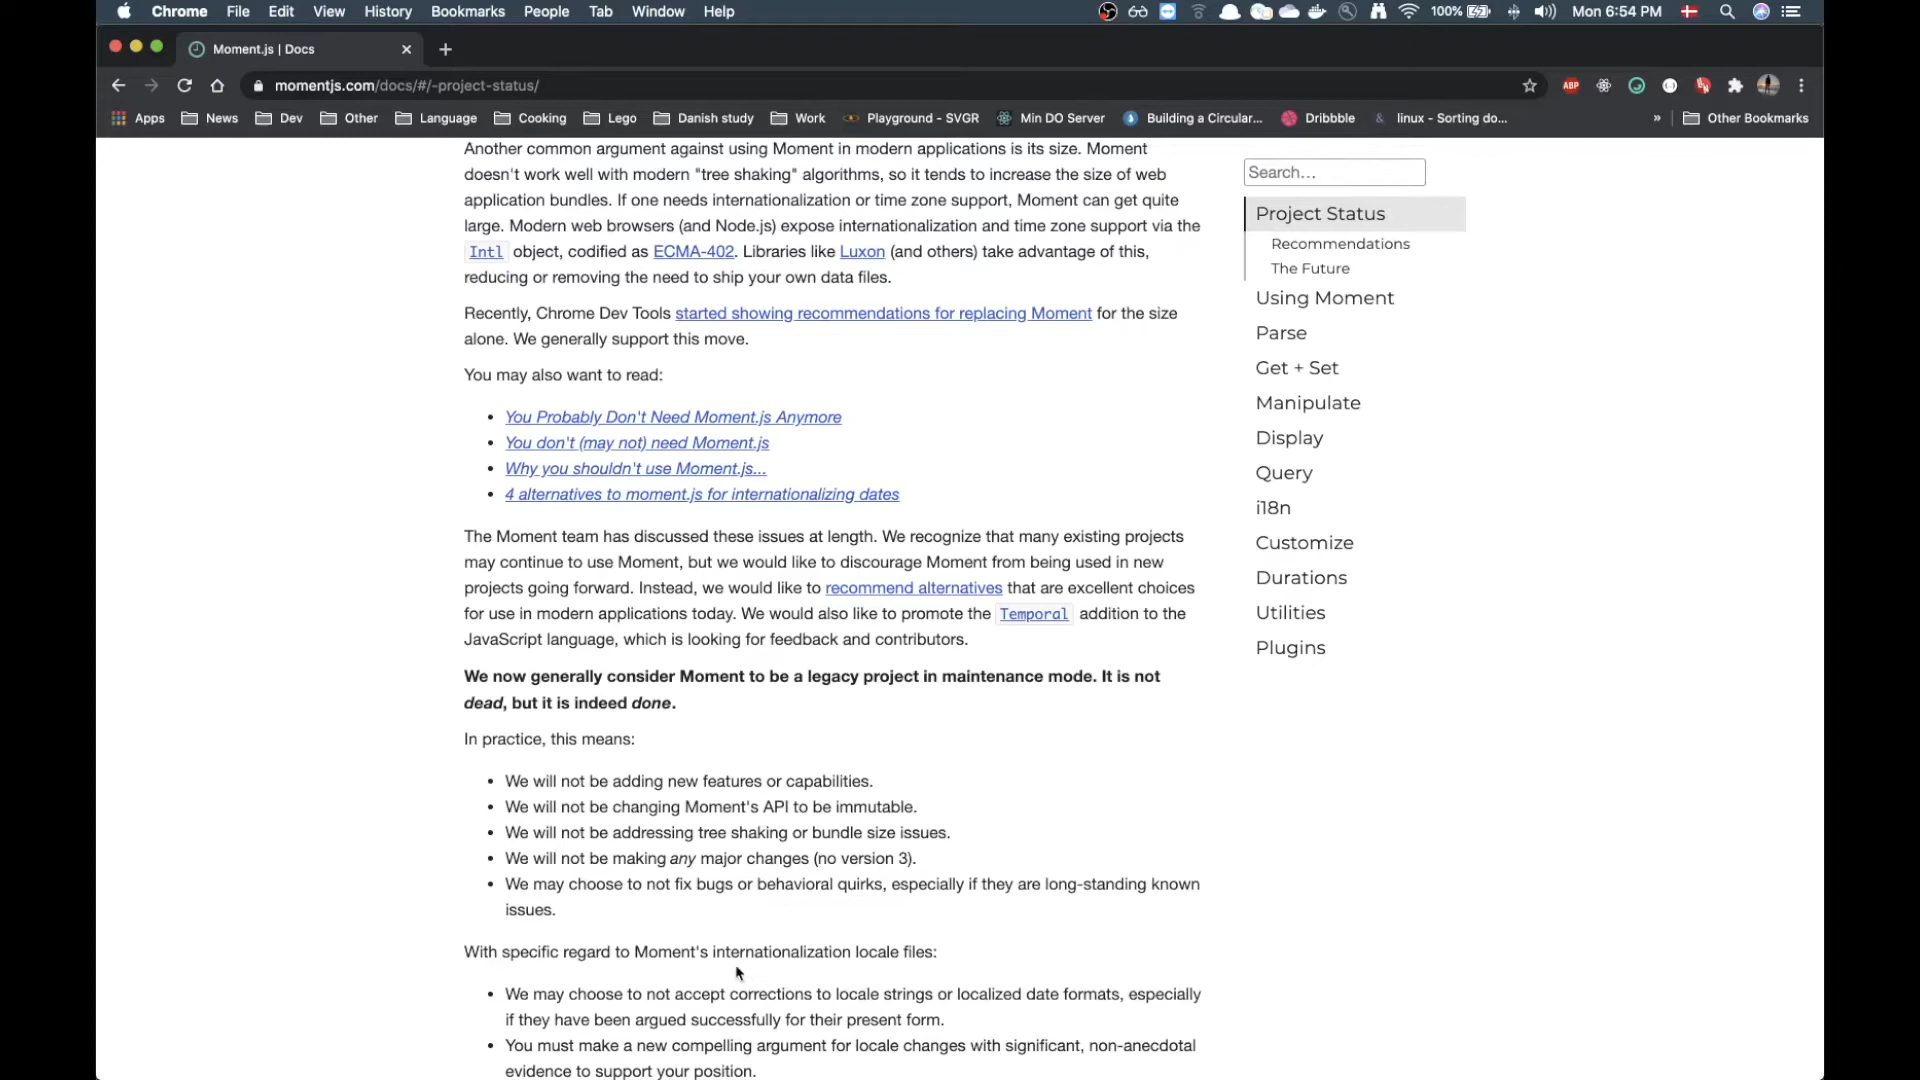 Chrome File Edit View History Bookmarks People Tab Window Help 100% Mon 6:54 PM
Moment.js | Docs
momentjs.com/docs/#/-project-status/
ABP
Apps News Dev Other Language Cooking Lego Danish study Work Playground - SVGR Min DO Server Building a Circular... Dribbble linux - Sorting do... » Other Bookmarks
Another common argument against using Moment in modern applications is its size. Moment
doesn't work well with modern "tree shaking" algorithms, so it tends to increase the size of web
application bundles. If one needs internationalization or time zone support, Moment can get quite
large. Modern web browsers (and Node.js) expose internationalization and time zone support via the
Intl object, codified as ECMA-402. Libraries like Luxon (and others) take advantage of this,
reducing or removing the need to ship your own data files.
Recently, Chrome Dev Tools started showing recommendations for replacing Moment for the size
alone. We generally support this move.
You may also want to read:
• You Probably Don't Need Moment.js Anymore
• You don't (may not) need Moment.js
• Why you shouldn't use Moment.js...
• 4 alternatives to moment.js for internationalizing dates
The Moment team has discussed these issues at length. We recognize that many existing projects
may continue to use Moment, but we would like to discourage Moment from being used in new
projects going forward. Instead, we would like to recommend alternatives that are excellent choices
for use in modern applications today. We would also like to promote the Temporal addition to the
JavaScript language, which is looking for feedback and contributors.
We now generally consider Moment to be a legacy project in maintenance mode. It is not
dead, but it is indeed done.
In practice, this means:
• We will not be adding new features or capabilities.
• We will not be changing Moment's API to be immutable.
• We will not be addressing tree shaking or bundle size issues.
• We will not be making any major changes (no version 3).
• We may choose to not fix bugs or behavioral quirks, especially if they are long-standing known
issues.
With specific regard to Moment's internationalization locale files:
• We may choose to not accept corrections to locale strings or localized date formats, especially
if they have been argued successfully for their present form.
• You must make a new compelling argument for locale changes with significant, non-anecdotal
evidence to support your position.
Search...
Project Status
Recommendations
The Future
Using Moment
Parse
Get + Set
Manipulate
Display
Query
i18n
Customize
Durations
Utilities
Plugins